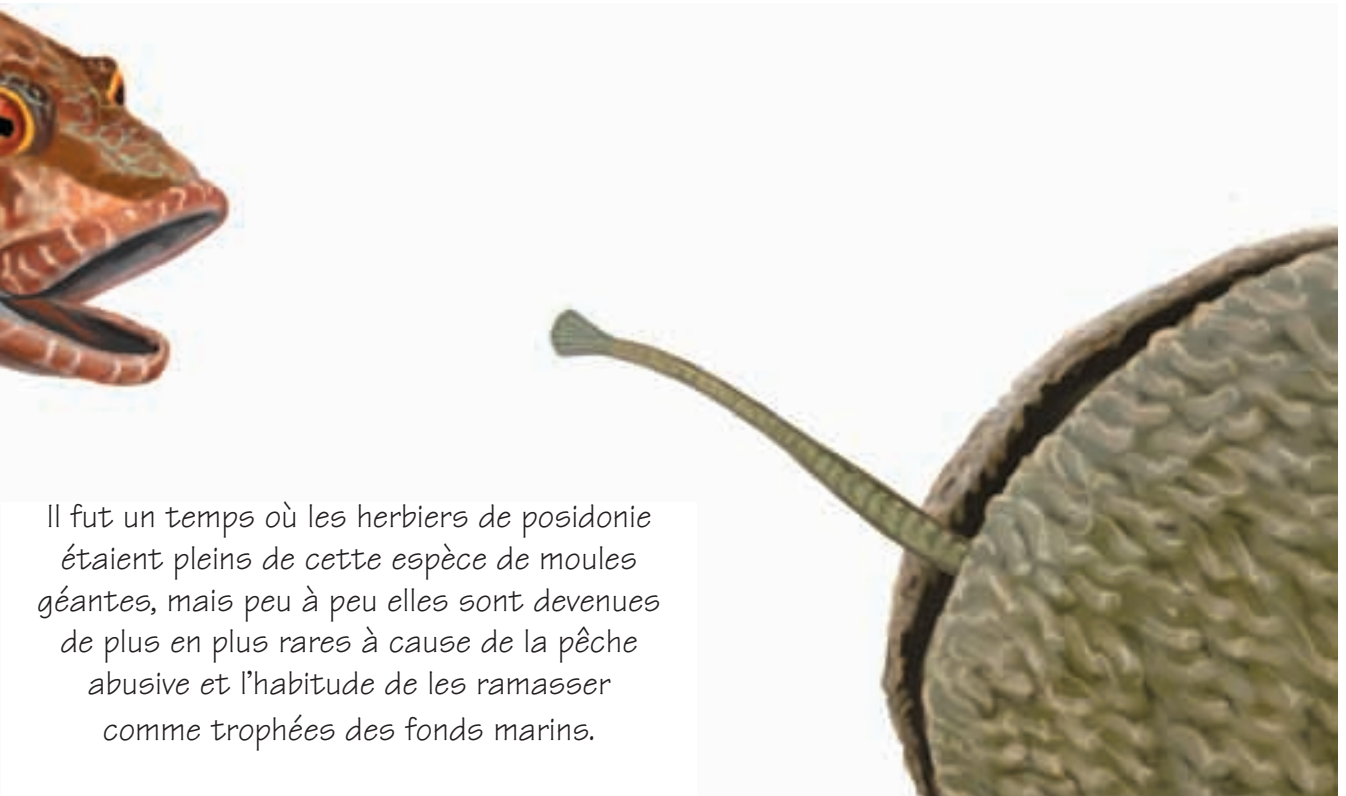 Il fut un temps où les herbiers de posidonie
étaient pleins de cette espèce de moules
géantes, mais peu à peu elles sont devenues
de plus en plus rares à cause de la pêche
abusive et l’habitude de les ramasser
comme trophées des fonds marins.